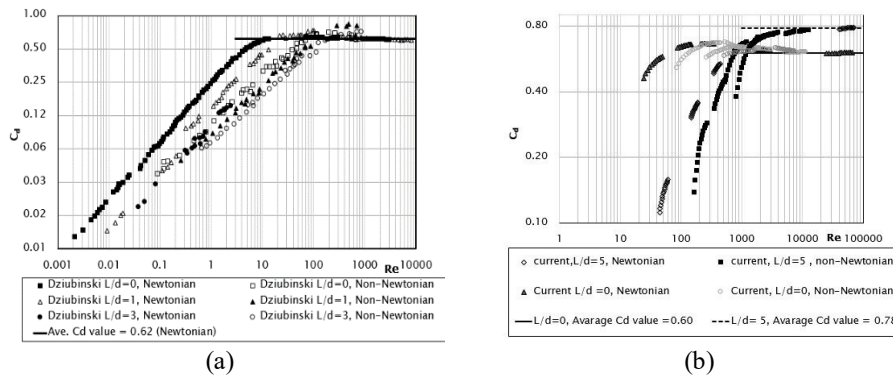 1.00
0.50
0.25
0.12
0.06
0.03
0.02
0.01
Cd
0.001 0.01 0.1 1 10 100 Re 10000
Dziubinski L/d=0, Newtonian
Dziubinski L/d=0, Non-Newtonian
Dziubinski L/d=1, Newtonian
Dziubinski L/d=1, Non-Newtonian
Dziubinski L/d=3, Newtonian
Dziubinski L/d=3, Non-Newtonian
Ave. Cd value = 0.62 (Newtonian)
(a)
0.80
0.40
0.20
0.10
Cd
1 10 100 1000 Re 100000
current,L/d=5, Newtonian
current, L/d=5 , non-Newtonian
Current L/d =0, Newtonian
Current, L/d=0, Non-Newtonian
L/d=0, Avarage Cd value =0.60
L/d= 5, Avarage Cd value = 0.78
(b)